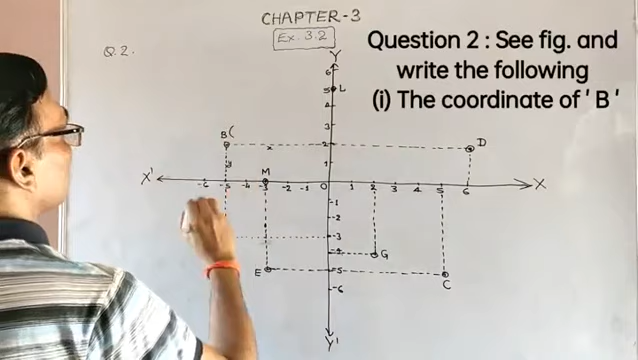 CHAPTER-3
Ex. 3.2
Q.2.
Question 2 : See fig. and
write the following
(i) The coordinate of ' B '
Y
6
5 L
4
3
B( 2 D
1
M
X' -6 -5 -4 -3 -2 -1 0 1 2 3 4 5 6 X
-1
-2
-3
-4 G
E -5 C
-6
Y'